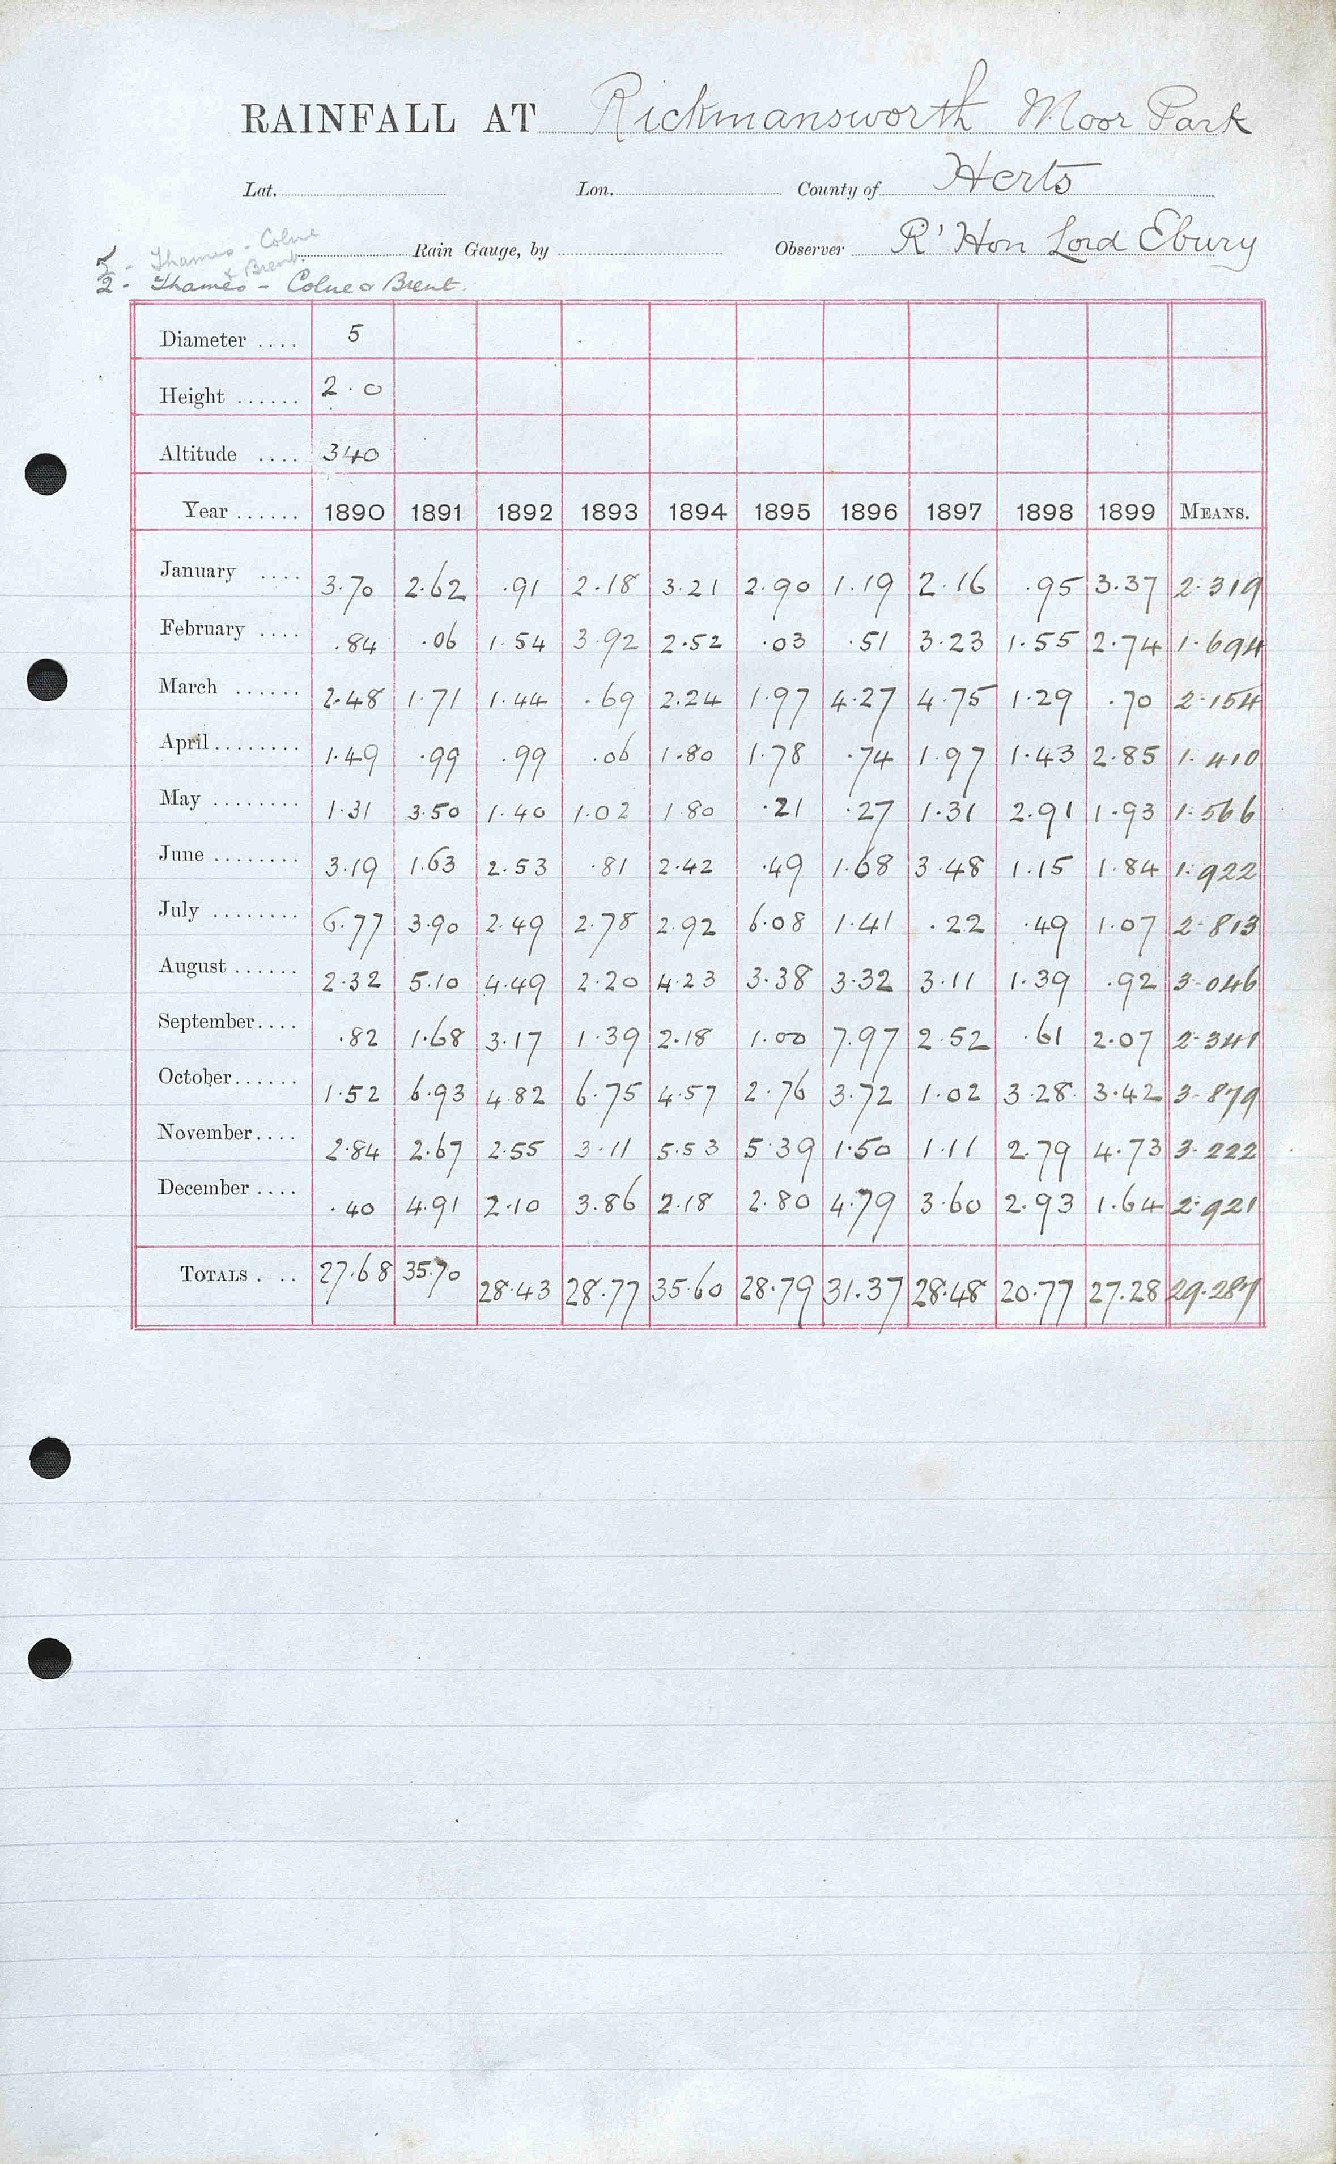 RAINFALL AT Rickmansworth Moor Park
Lat. Lon. County of Herts
2 - Thames - Colne
& Brent.
Rain Gauge, by Observer Rt Hon Lord Ebury
2 - Thames - Colne & Brent.
Diameter .... 5
Height ...... 2.0
Altitude .... 340
Year ...... 1890 1891 1892 1893 1894 1895 1896 1897 1898 1899 MEANS.
January .... 3.70 2.62 .91 2.18 3.21 2.90 1.19 2.16 .95 3.37 2.319
February .... .84 .06 1.54 3.92 2.52 .03 .51 3.23 1.55 2.74 1.694
March ...... 2.48 1.71 1.44 .69 2.24 1.97 4.27 4.75 1.29 .70 2.154
April ........ 1.49 .99 .99 .06 1.80 1.78 .74 1.97 1.43 2.85 1.410
May ........ 1.31 3.50 1.40 1.02 1.80 .21 .27 1.31 2.91 1.93 1.566
June ........ 3.19 1.63 2.53 .81 2.42 .49 1.68 3.48 1.15 1.84 1.922
July ........ 6.77 3.90 2.49 2.78 2.92 6.08 1.41 .22 .49 1.07 2.813
August ...... 2.32 5.10 4.49 2.20 4.23 3.38 3.32 3.11 1.39 .92 3.046
September .... .82 1.68 3.17 1.39 2.18 1.00 7.97 2.52 .61 2.07 2.341
October ...... 1.52 6.93 4.82 6.75 4.57 2.76 3.72 1.02 3.28 3.42 3.879
November .... 2.84 2.67 2.55 3.11 5.53 5.39 1.50 1.11 2.79 4.73 3.222
December .... .40 4.91 2.10 3.86 2.18 2.80 4.79 3.60 2.93 1.64 2.921
TOTALS . .. 27.68 35.70 28.43 28.77 35.60 28.79 31.37 28.48 20.77 27.28 29.287